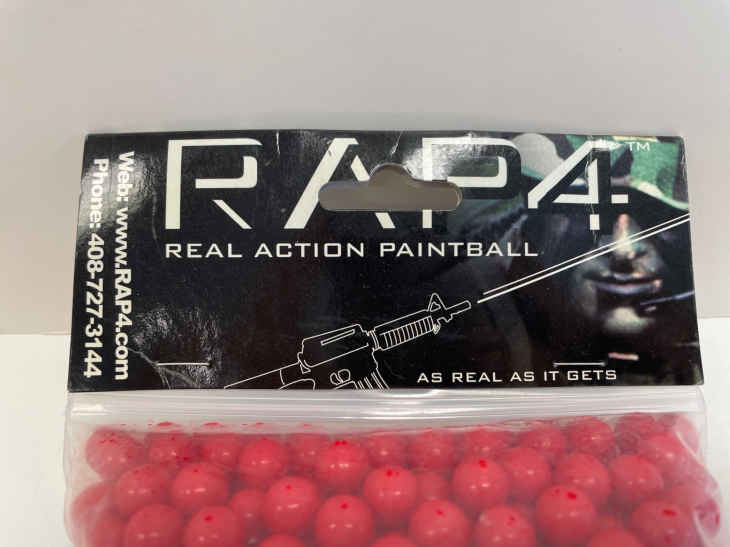 RAP4™
REAL ACTION PAINTBALL
Web: www.RAP4.com
Phone: 408-727-3144
AS REAL AS IT GETS